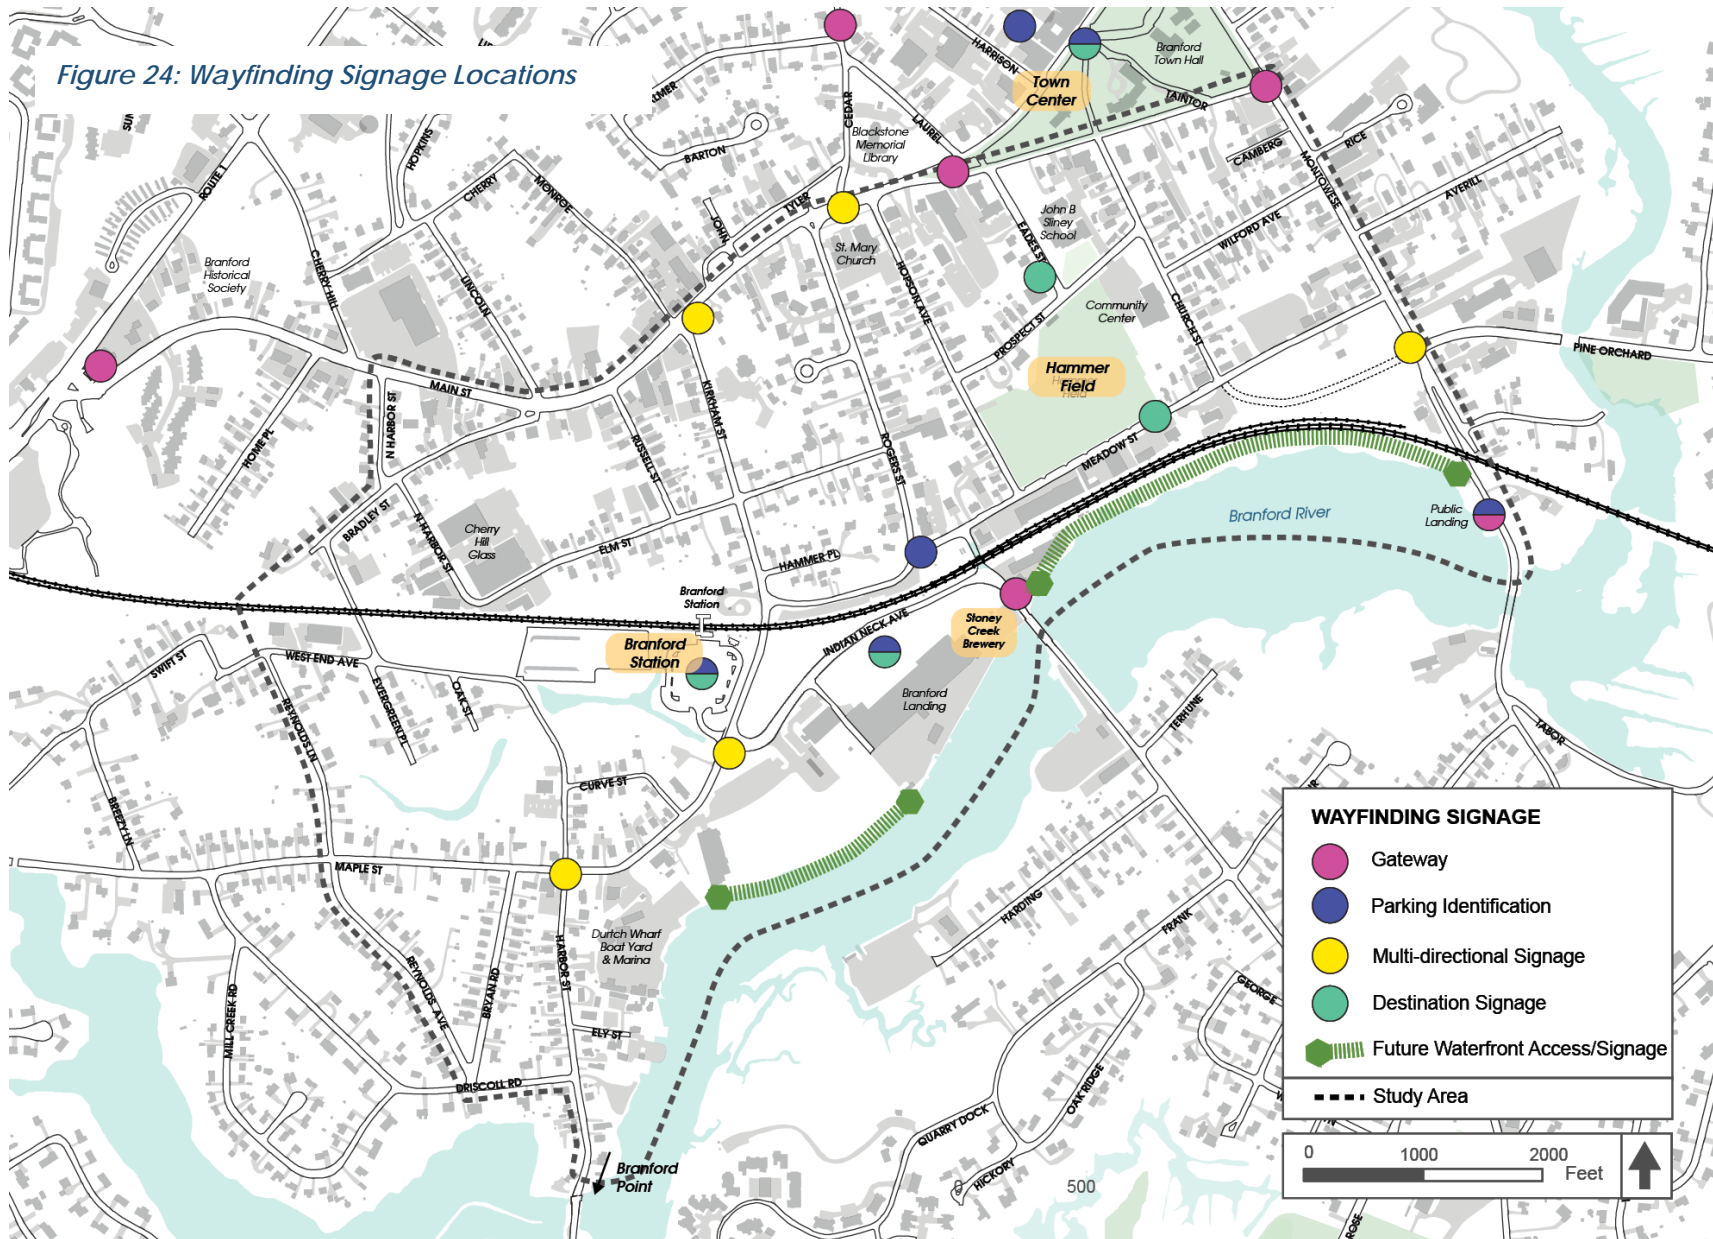 Figure 24: Wayfinding Signage Locations
HARRISON
Branford
Town Hall
Town
Center
TAINTOR
CEDAR
LAUREL
Blackstone
Memorial
Library
BARTON
HOPKINS
ROUTE 1
CHERRY
MONROE
TYLER
JOHN
CAMBERG
RICE
MONTOWESE
AVERILL
WILFORD AVE
John B
Sliney
School
EADES ST
St. Mary
Church
HOPSON AVE
Branford
Historical
Society
CHERRY HILL
LINCOLN
Community
Center
CHURCH ST
PROSPECT ST
PINE ORCHARD
Hammer
Field
MAIN ST
N HARBOR ST
HOME PL
KIRKHAM ST
RUSSELL ST
ROGERS ST
MEADOW ST
BRADLEY ST
N HARBOR ST
Cherry
Hill
Glass
ELM ST
HAMMER PL
Branford River
Public
Landing
Branford
Station
Branford
Station
INDIAN NECK AVE
Stoney
Creek
Brewery
SWIFT ST
WEST END AVE
EVERGREEN PL
OAK ST
REYNOLDS LN
Branford
Landing
TERHUNE
TABOR
BREEZY LN
CURVE ST
MAPLE ST
HARDING
FRANK
Durtch Wharf
Boat Yard
& Marina
HARBOR ST
BRYAN RD
REYNOLDS AVE
MILL CREEK RD
ELY ST
DRISCOLL RD
GEORGE
OAK RIDGE
QUARRY DOCK
HICKORY
Branford
Point
0 500
ROSE
WAYFINDING SIGNAGE
Gateway
Parking Identification
Multi-directional Signage
Destination Signage
Future Waterfront Access/Signage
Study Area
0 1000 2000
Feet